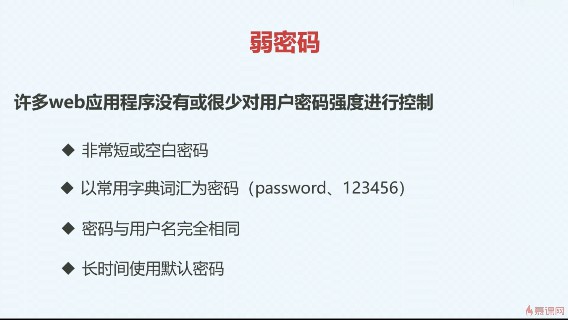 弱密码
许多web应用程序没有或很少对用户密码强度进行控制
◆ 非常短或空白密码
◆ 以常用字典词汇为密码（password、123456）
◆ 密码与用户名完全相同
◆ 长时间使用默认密码
慕课网